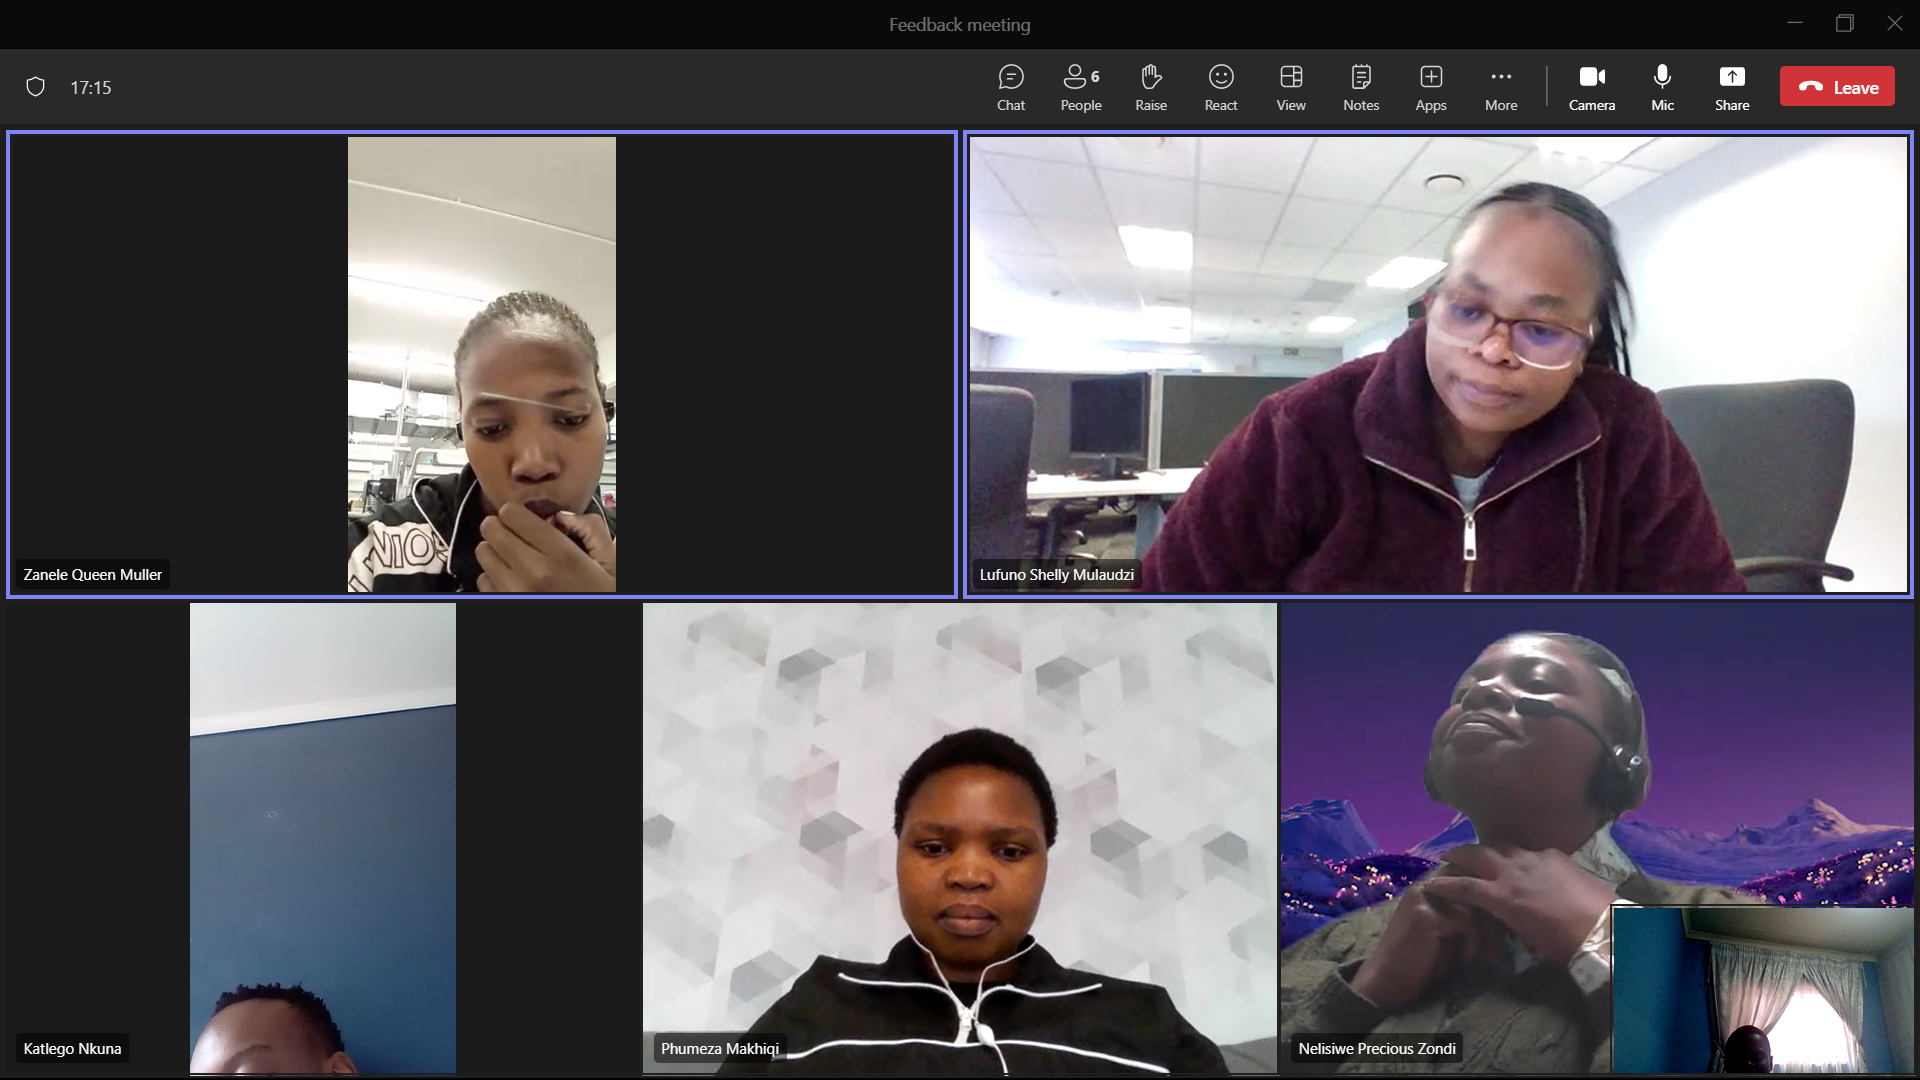 Feedback meeting
17:15
Chat
People
6
Raise
React
View
Notes
Apps
More
Camera
Mic
Share
Leave
Zanele Queen Muller
Lufuno Shelly Mulaudzi
Katlego Nkuna
Phumeza Makhiqi
Nelisiwe Precious Zondi